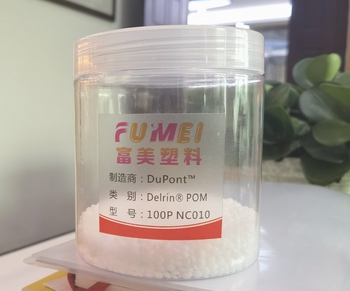 FUMEI
富美塑料
制造商：DuPont™
类　别：Delrin® POM
型　号：100P NC010